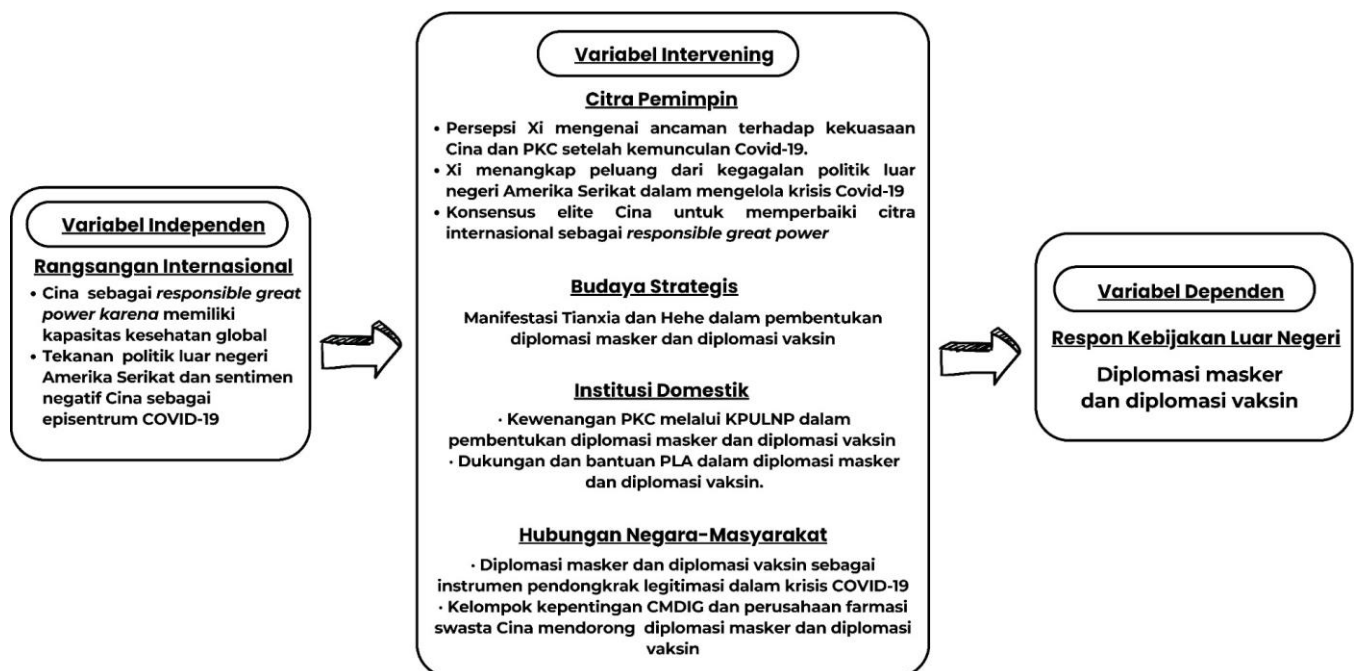 Variabel Independen
Rangsangan Internasional
• Cina sebagai responsible great
power karena memiliki
kapasitas kesehatan global
• Tekanan politik luar negeri
Amerika Serikat dan sentimen
negatif Cina sebagai
episentrum COVID-19
Variabel Intervening
Citra Pemimpin
• Persepsi Xi mengenai ancaman terhadap kekuasaan
Cina dan PKC setelah kemunculan Covid-19.
• Xi menangkap peluang dari kegagalan politik luar
negeri Amerika Serikat dalam mengelola krisis Covid-19
• Konsensus elite Cina untuk memperbaiki citra
internasional sebagai responsible great power
Budaya Strategis
Manifestasi Tianxia dan Hehe dalam pembentukan
diplomasi masker dan diplomasi vaksin
Institusi Domestik
· Kewenangan PKC melalui KPULNP dalam
pembentukan diplomasi masker dan diplomasi vaksin
· Dukungan dan bantuan PLA dalam diplomasi masker
dan diplomasi vaksin.
Hubungan Negara-Masyarakat
· Diplomasi masker dan diplomasi vaksin sebagai
instrumen pendongkrak legitimasi dalam krisis COVID-19
· Kelompok kepentingan CMDIG dan perusahaan farmasi
swasta Cina mendorong diplomasi masker dan diplomasi
vaksin
Variabel Dependen
Respon Kebijakan Luar Negeri
Diplomasi masker
dan diplomasi vaksin